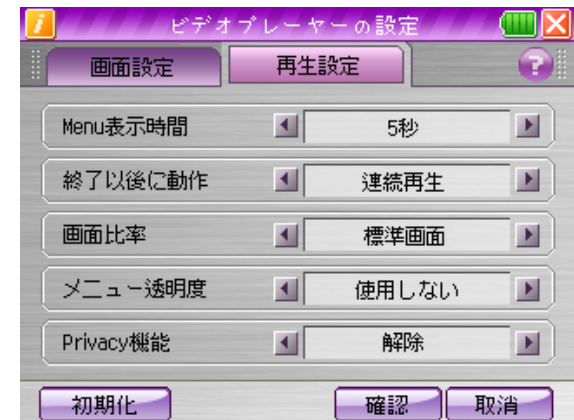 ビデオプレーヤーの設定
画面設定 再生設定 ?
Menu表示時間 5秒
終了以後に動作 連続再生
画面比率 標準画面
メニュー透明度 使用しない
Privacy機能 解除
初期化 確認 取消